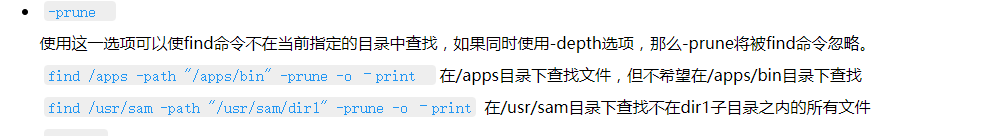 -prune
使用这一选项可以使find命令不在当前指定的目录中查找，如果同时使用-depth选项，那么-prune将被find命令忽略。
find /apps -path "/apps/bin" -prune -o –print 在/apps目录下查找文件，但不希望在/apps/bin目录下查找
find /usr/sam -path "/usr/sam/dir1" -prune -o –print 在/usr/sam目录下查找不在dir1子目录之内的所有文件